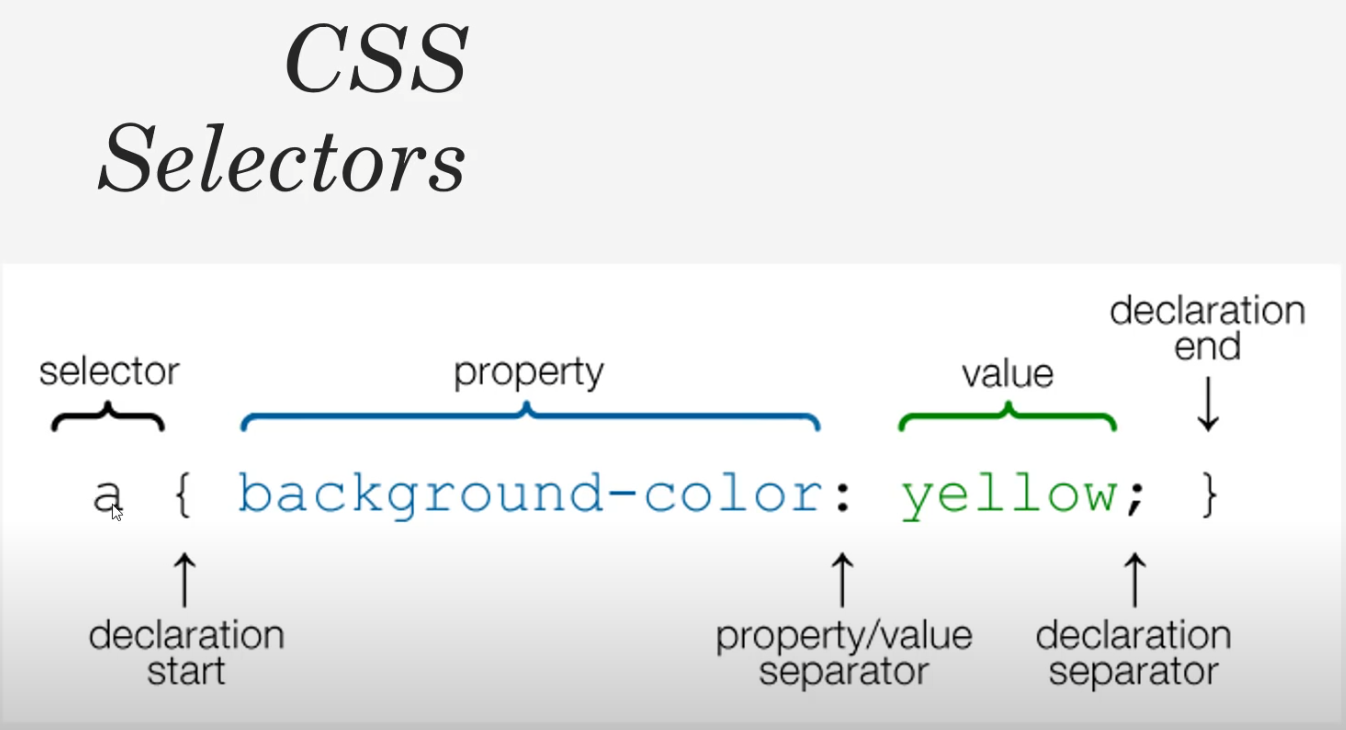 CSS
Selectors
declaration
end
selector
property
value
a { background-color: yellow; }
declaration
start
property/value
separator
declaration
separator